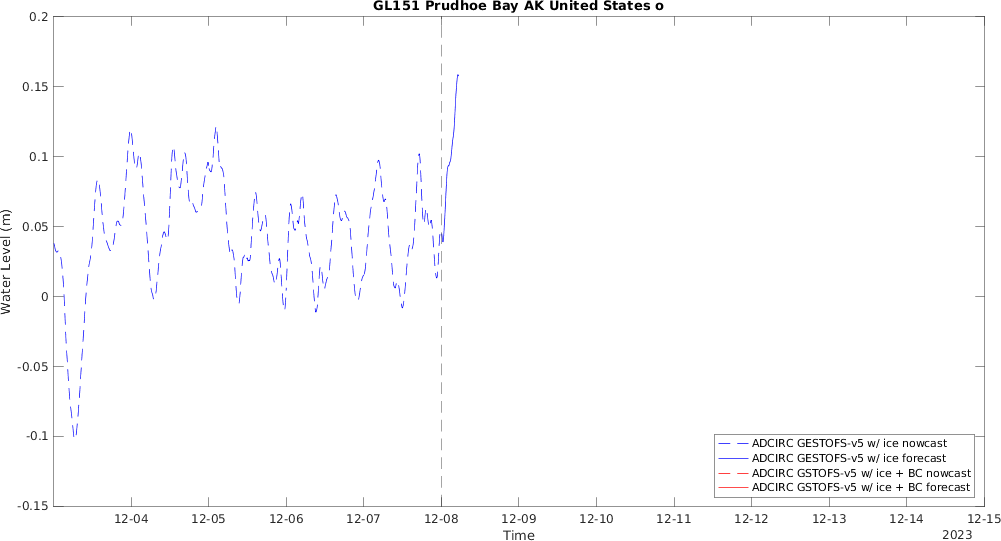 GL151 Prudhoe Bay AK United States o
0.2
0.15
0.1
0.05
0
-0.05
-0.1
-0.15
Water Level (m)
12-04 12-05 12-06 12-07 12-08 12-09 12-10 12-11 12-12 12-13 12-14 12-15
Time
2023
ADCIRC GESTOFS-v5 w/ ice nowcast
ADCIRC GESTOFS-v5 w/ ice forecast
ADCIRC GSTOFS-v5 w/ ice + BC nowcast
ADCIRC GSTOFS-v5 w/ ice + BC forecast